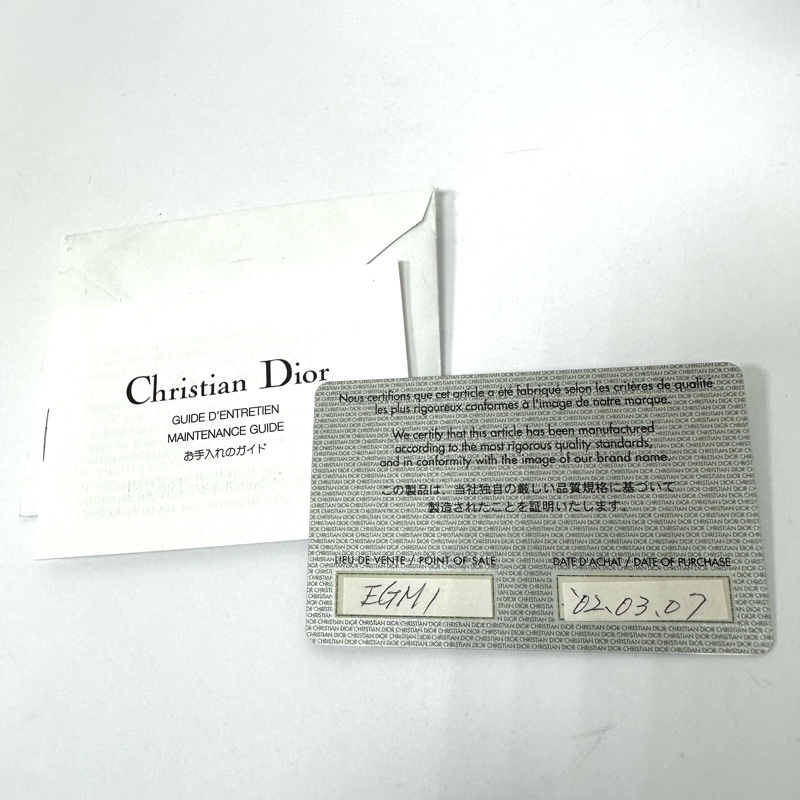 Christian Dior
GUIDE D'ENTRETIEN
MAINTENANCE GUIDE
お手入れのガイド
Nous certifions que cet article a été fabriqué selon les critères de qualité
les plus rigoureux conformes à l'image de notre marque.
We certify that this article has been manufactured
according to the most rigorous quality standards,
and in conformity with the image of our brand name.
この製品は、当社独自の厳しい品質規格に基づいて
製造されたことを証明いたします。
LIEU DE VENTE / POINT OF SALE
DATE D'ACHAT / DATE OF PURCHASE
EGM1
'02.03.07